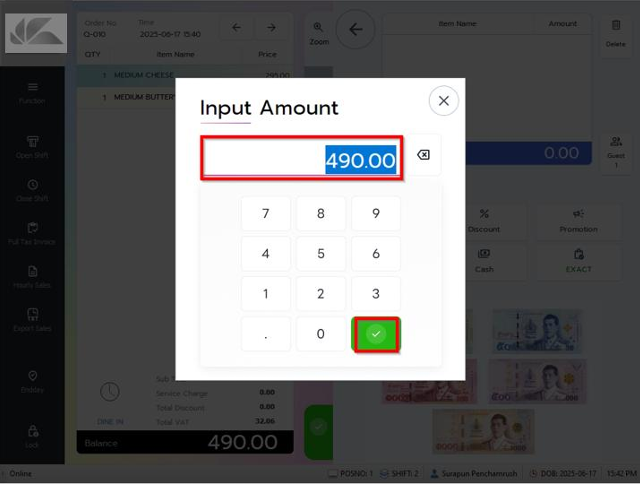 Order No
Q-010
Time
2025-06-17 15:40
QTY
Item Name
Price
1
MEDIUM CHEESE
295.00
1
MEDIUM BUTTER
Function
Open Shift
Close Shift
Full Tax Invoice
Hourly Sales
Export Sales
Endday
Lock
DINE IN
Sub T
Service Charge
0.00
Total Discount
0.00
Total VAT
32.06
Balance:
490.00
Zoom
Input Amount
490.00
7
8
9
4
5
6
1
2
3
.
0
Item Name
Amount
0.00
Delete
Guest
1
Discount
Promotion
Cash
EXACT
Online
POSNO: 1
SHIFT: 2
Surapun Panchamrush
DOB: 2025-06-17
15:42 PM